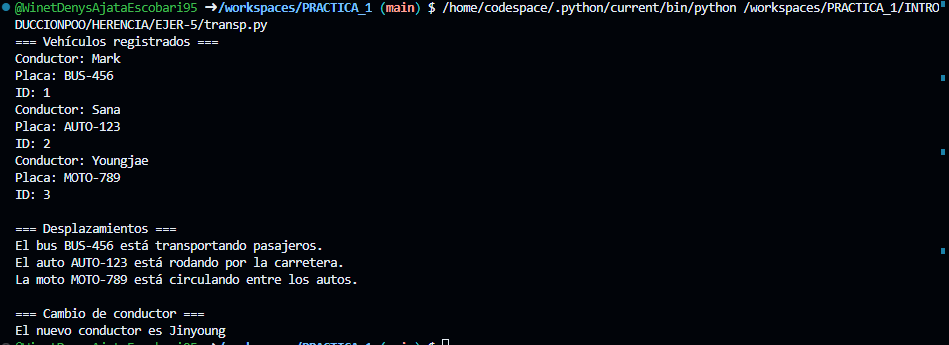 @WinetDenysAjataEscobari95 ➜/workspaces/PRACTICA_1 (main) $ /home/codespace/.python/current/bin/python /workspaces/PRACTICA_1/INTRO
DUCCIONPOO/HERENCIA/EJER-5/transp.py
=== Vehículos registrados ===
Conductor: Mark
Placa: BUS-456
ID: 1
Conductor: Sana
Placa: AUTO-123
ID: 2
Conductor: Youngjae
Placa: MOTO-789
ID: 3
=== Desplazamientos ===
El bus BUS-456 está transportando pasajeros.
El auto AUTO-123 está rodando por la carretera.
La moto MOTO-789 está circulando entre los autos.
=== Cambio de conductor ===
El nuevo conductor es Jinyoung
@WinetDenysAjataEscobari95 ➜/workspaces/PRACTICA_1 (main) $